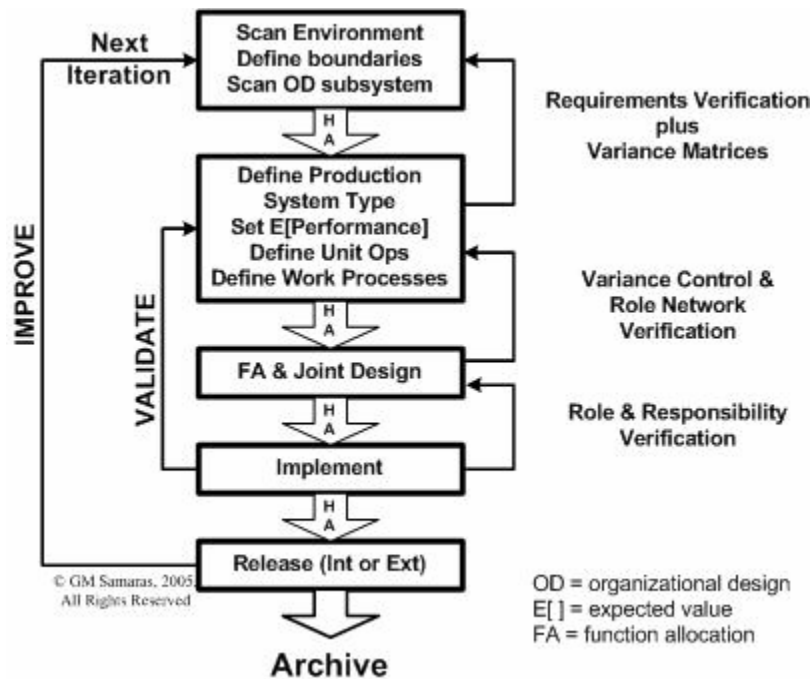 Next
Iteration
Scan Environment
Define boundaries
Scan OD subsystem
H
A
Requirements Verification
plus
Variance Matrices
Define Production
System Type
Set E[Performance]
Define Unit Ops
Define Work Processes
IMPROVE
VALIDATE
H
A
Variance Control &
Role Network
Verification
FA & Joint Design
H
A
Role & Responsibility
Verification
Implement
H
A
Release (Int or Ext)
© GM Samaras, 2005.
All Rights Reserved
OD = organizational design
E[ ] = expected value
FA = function allocation
Archive